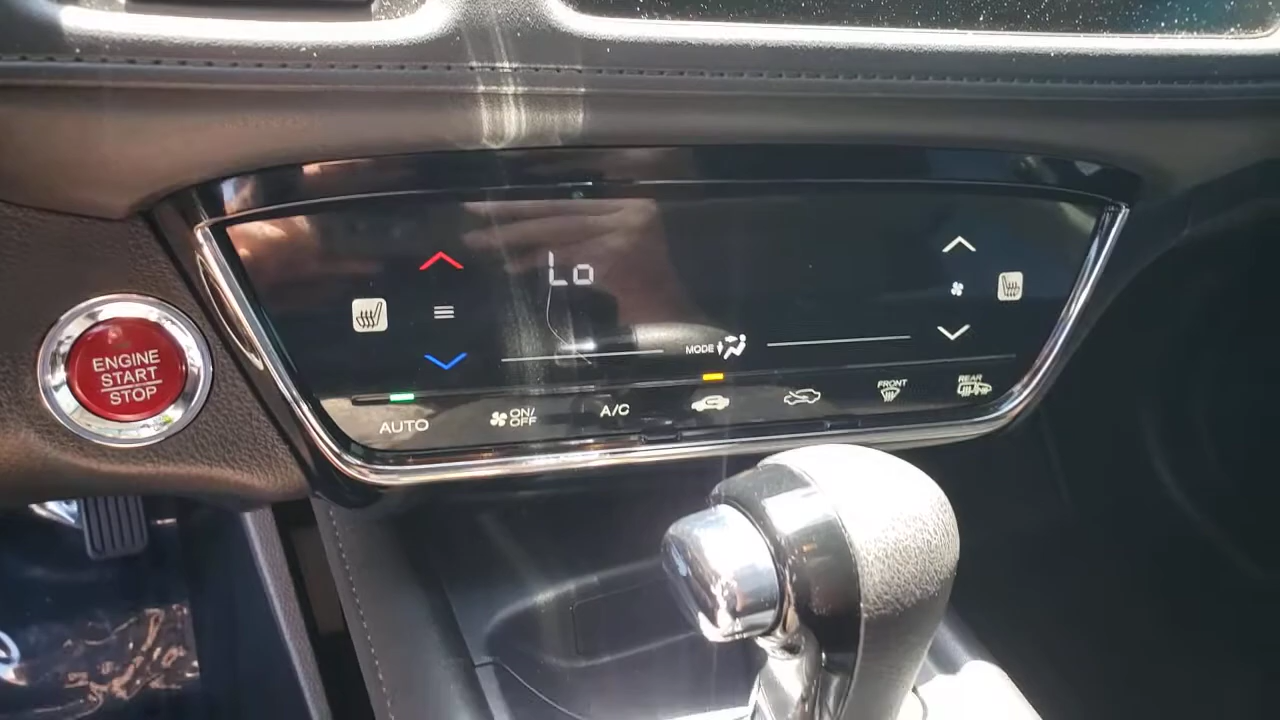 ENGINE
START
STOP
Lo
MODE
AUTO
ON/
OFF
A/C
FRONT
REAR